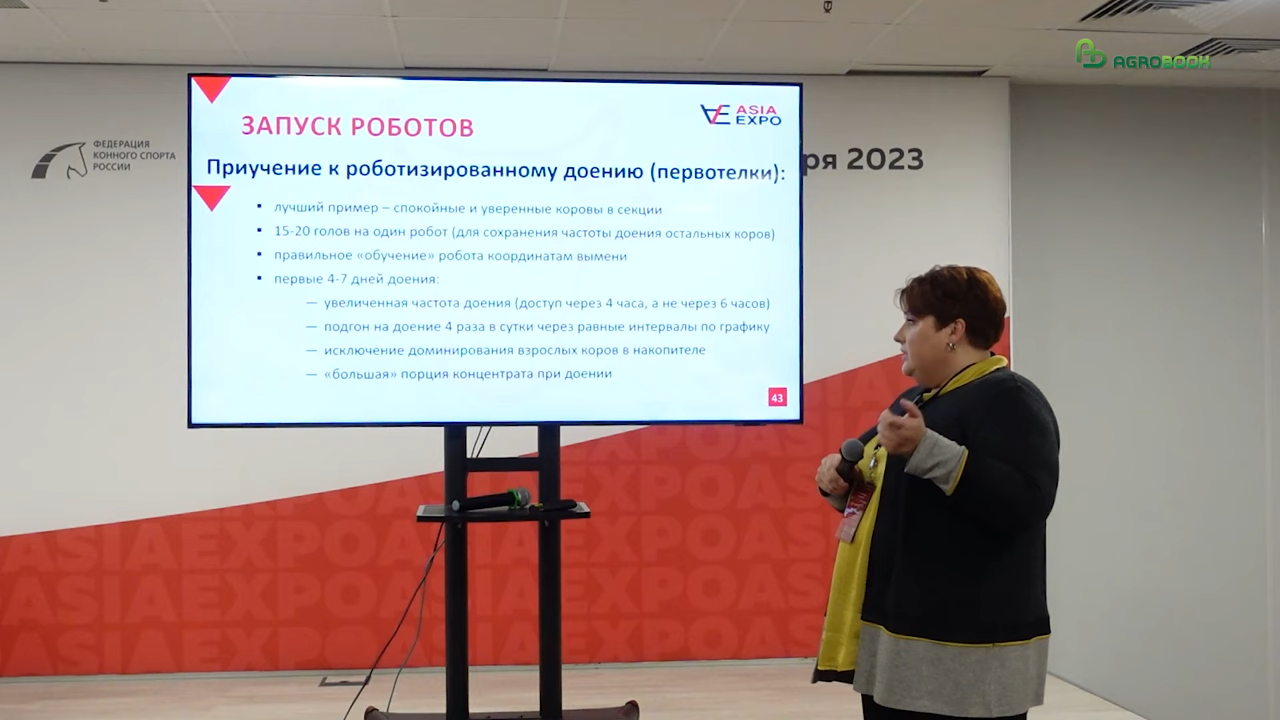 AGROBOOK
ФЕДЕРАЦИЯ
КОННОГО СПОРТА
РОССИИ
ря 2023
ASIA
EXPO
ЗАПУСК РОБОТОВ
Приучение к роботизированному доению (первотелки):
▪ лучший пример – спокойные и уверенные коровы в секции
▪ 15-20 голов на один робот (для сохранения частоты доения остальных коров)
▪ правильное «обучение» робота координатам вымени
▪ первые 4-7 дней доения:
— увеличенная частота доения (доступ через 4 часа, а не через 6 часов)
— подгон на доение 4 раза в сутки через равные интервалы по графику
— исключение доминирования взрослых коров в накопителе
— «большая» порция концентрата при доении
43
ASIAEXPOASIAEXPOASIA
ASIAEXPOASIAEXPOASIA
ASIAEXPOASIAEXPOASIA